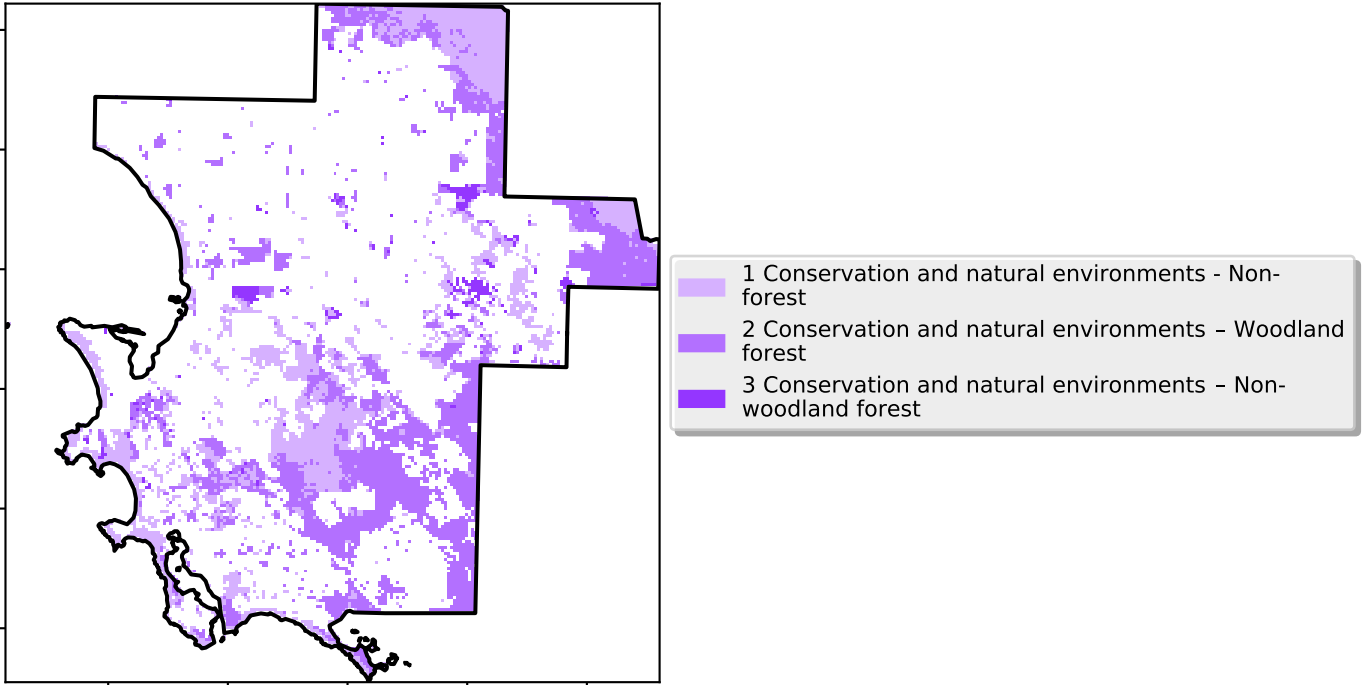 1 Conservation and natural environments - Non-
forest
2 Conservation and natural environments – Woodland
forest
3 Conservation and natural environments – Non-
woodland forest